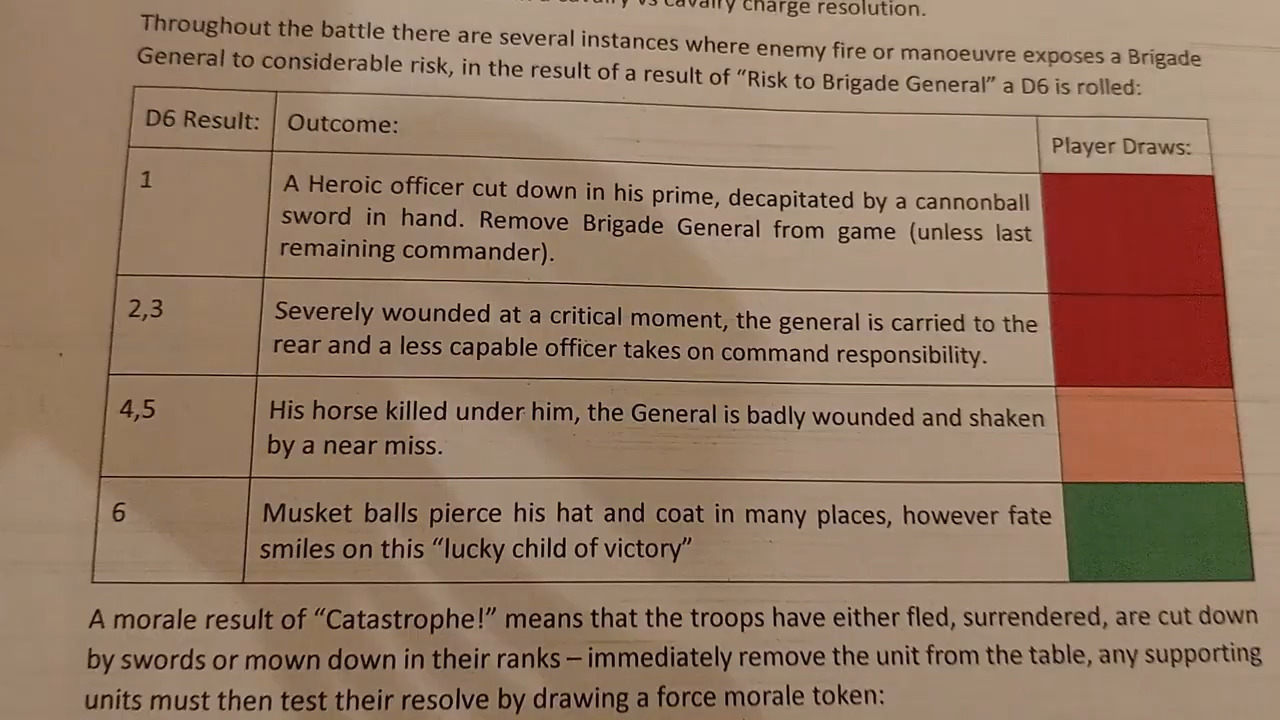 cavalry charge resolution.
Throughout the battle there are several instances where enemy fire or manoeuvre exposes a Brigade
General to considerable risk, in the result of a result of “Risk to Brigade General” a D6 is rolled:
D6 Result:
Outcome:
Player Draws:
1
A Heroic officer cut down in his prime, decapitated by a cannonball
sword in hand. Remove Brigade General from game (unless last
remaining commander).
2,3
Severely wounded at a critical moment, the general is carried to the
rear and a less capable officer takes on command responsibility.
4,5
His horse killed under him, the General is badly wounded and shaken
by a near miss.
6
Musket balls pierce his hat and coat in many places, however fate
smiles on this “lucky child of victory”
A morale result of “Catastrophe!” means that the troops have either fled, surrendered, are cut down
by swords or mown down in their ranks – immediately remove the unit from the table, any supporting
units must then test their resolve by drawing a force morale token: